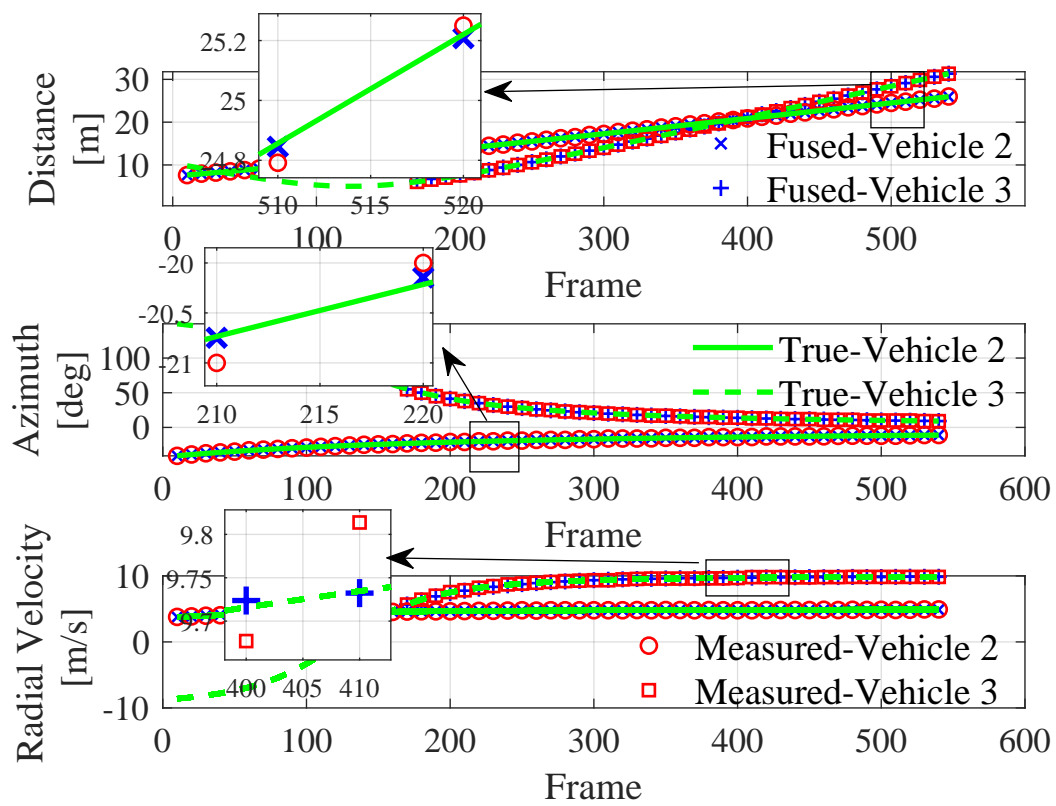 25.2
25
24.8
510 515 520
Distance
[m]
30
20
10
Fused-Vehicle 2
Fused-Vehicle 3
0 100 200 300 400 500
Frame
-20
-20.5
-21
210 215 220
Azimuth
[deg]
100
50
0
True-Vehicle 2
True-Vehicle 3
0 100 200 300 400 500 600
Frame
9.8
9.75
9.7
400 405 410
Radial Velocity
[m/s]
10
0
-10
Measured-Vehicle 2
Measured-Vehicle 3
0 100 200 300 400 500 600
Frame